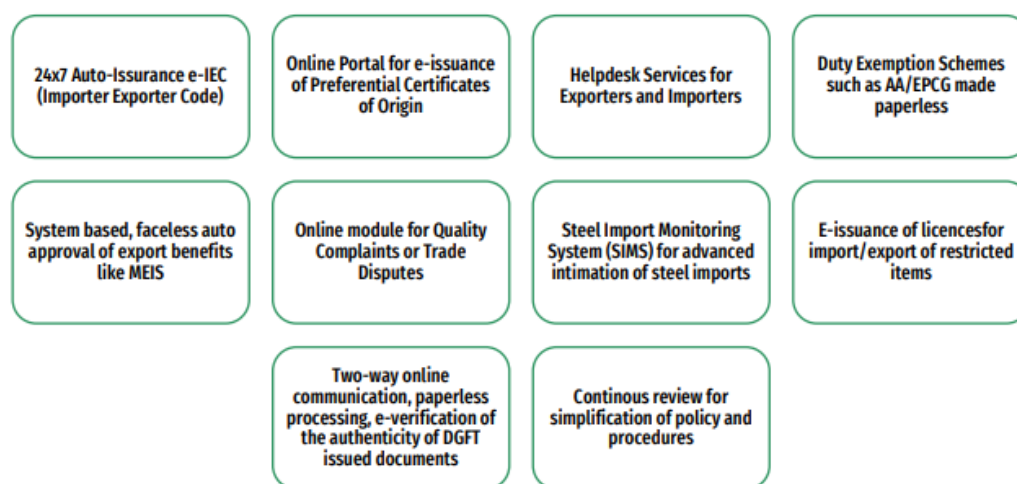 24x7 Auto-Issurance e-IEC
(Importer Exporter Code)
Online Portal for e-issuance
of Preferential Certificates
of Origin
Helpdesk Services for
Exporters and Importers
Duty Exemption Schemes
such as AA/EPCG made
paperless
System based, faceless auto
approval of export benefits
like MEIS
Online module for Quality
Complaints or Trade
Disputes
Steel Import Monitoring
System (SIMS) for advanced
intimation of steel imports
E-issuance of licencesfor
import/export of restricted
items
Two-way online
communication, paperless
processing, e-verification of
the authenticity of DGFT
issued documents
Continous review for
simplification of policy and
procedures